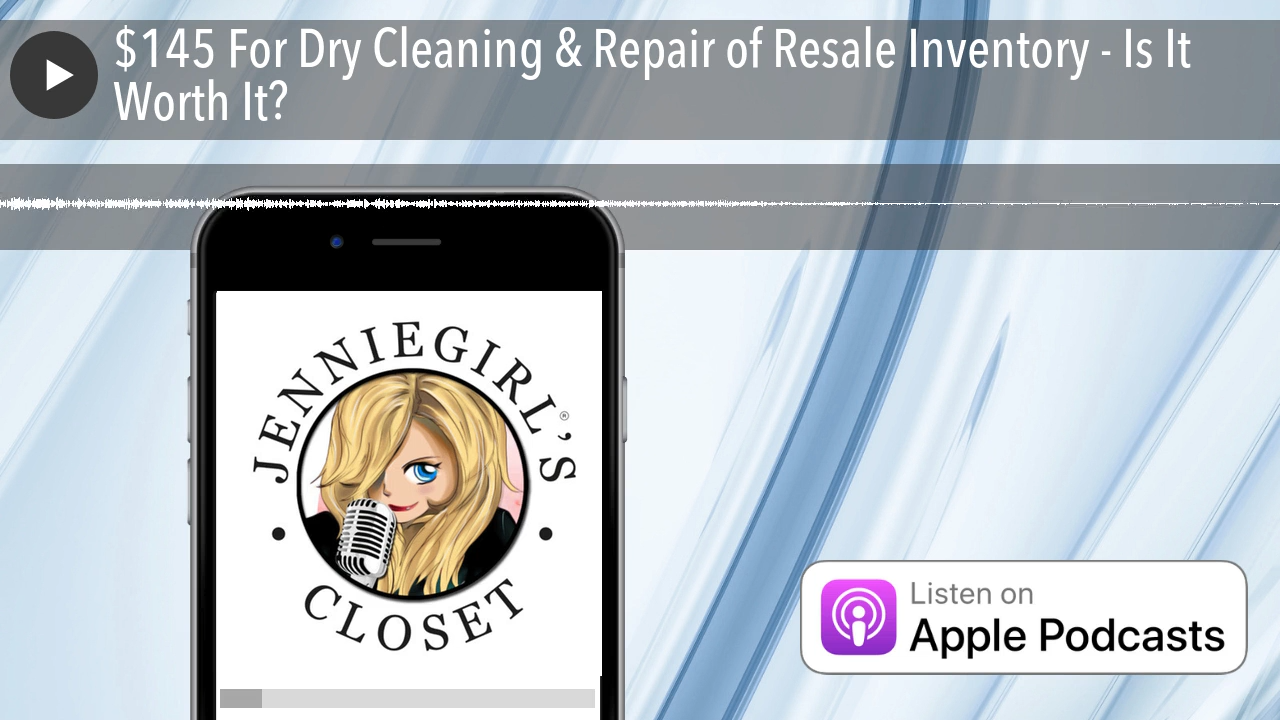 $145 For Dry Cleaning & Repair of Resale Inventory - Is It
Worth It?
JENNIEGIRL'S®
CLOSET
Listen on
Apple Podcasts